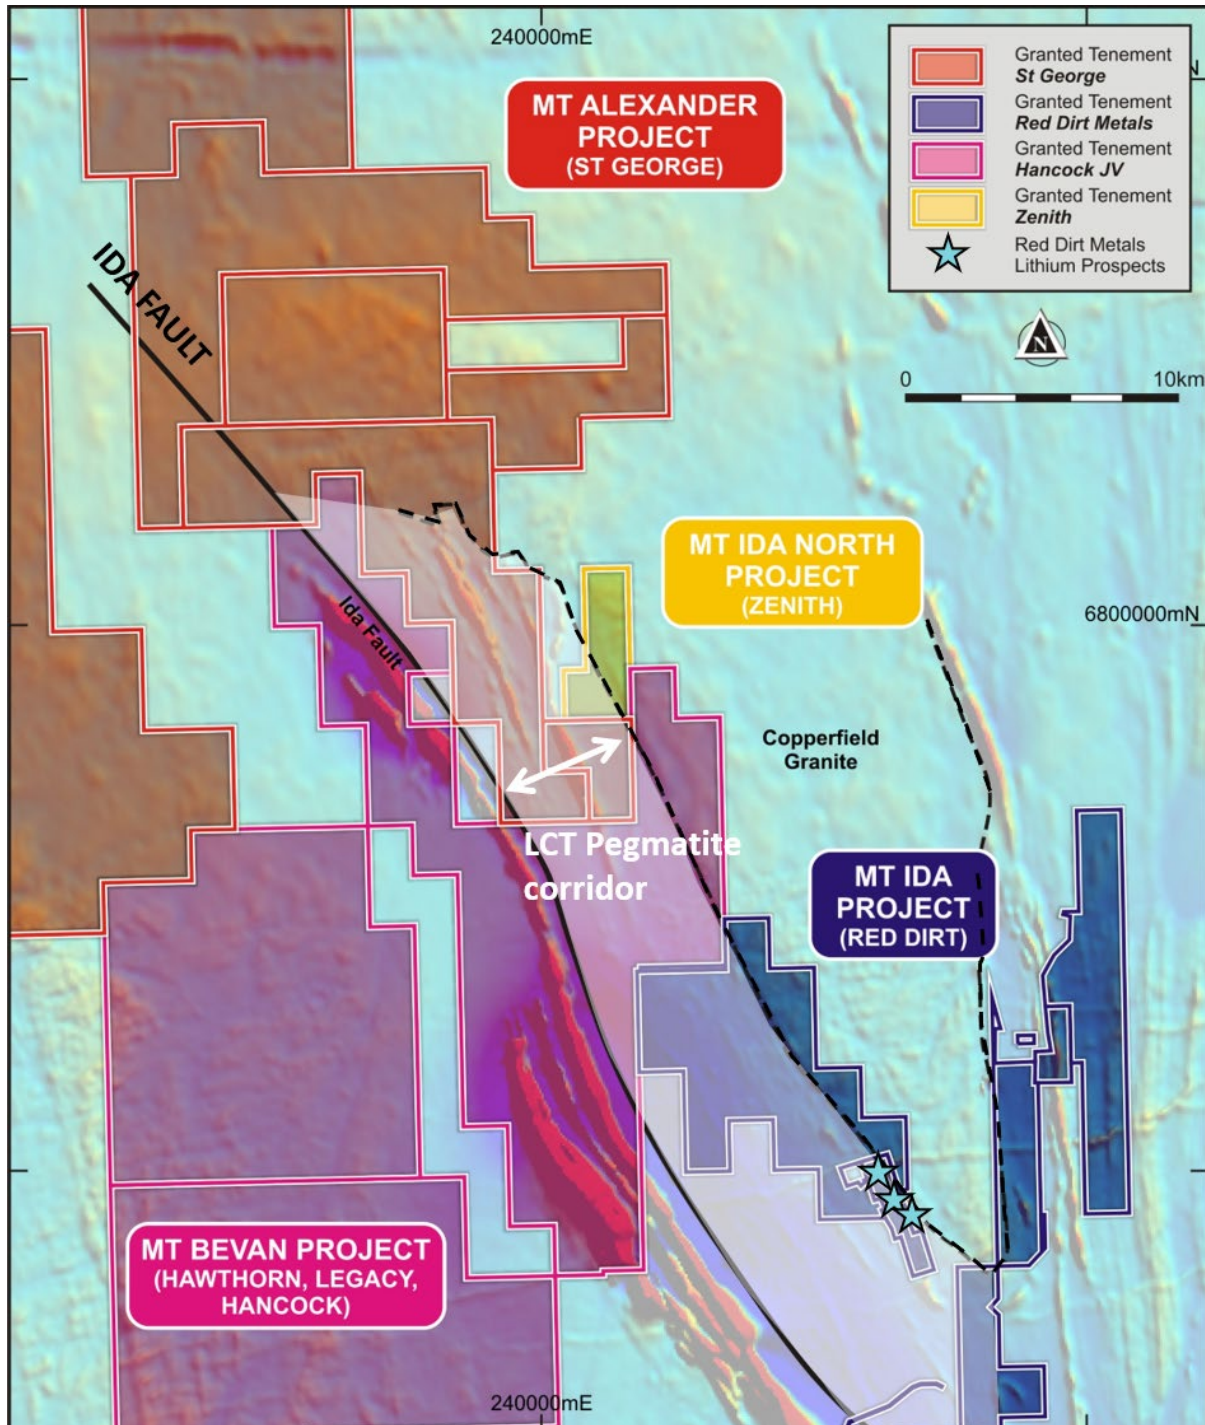 240000mE
N
Granted Tenement
St George
Granted Tenement
Red Dirt Metals
Granted Tenement
Hancock JV
Granted Tenement
Zenith
Red Dirt Metals
Lithium Prospects
MT ALEXANDER
PROJECT
(ST GEORGE)
IDA FAULT
N
0 10km
MT IDA NORTH
PROJECT
(ZENITH)
6800000mN
Ida Fault
Copperfield
Granite
LCT Pegmatite
corridor
MT IDA
PROJECT
(RED DIRT)
MT BEVAN PROJECT
(HAWTHORN, LEGACY,
HANCOCK)
240000mE